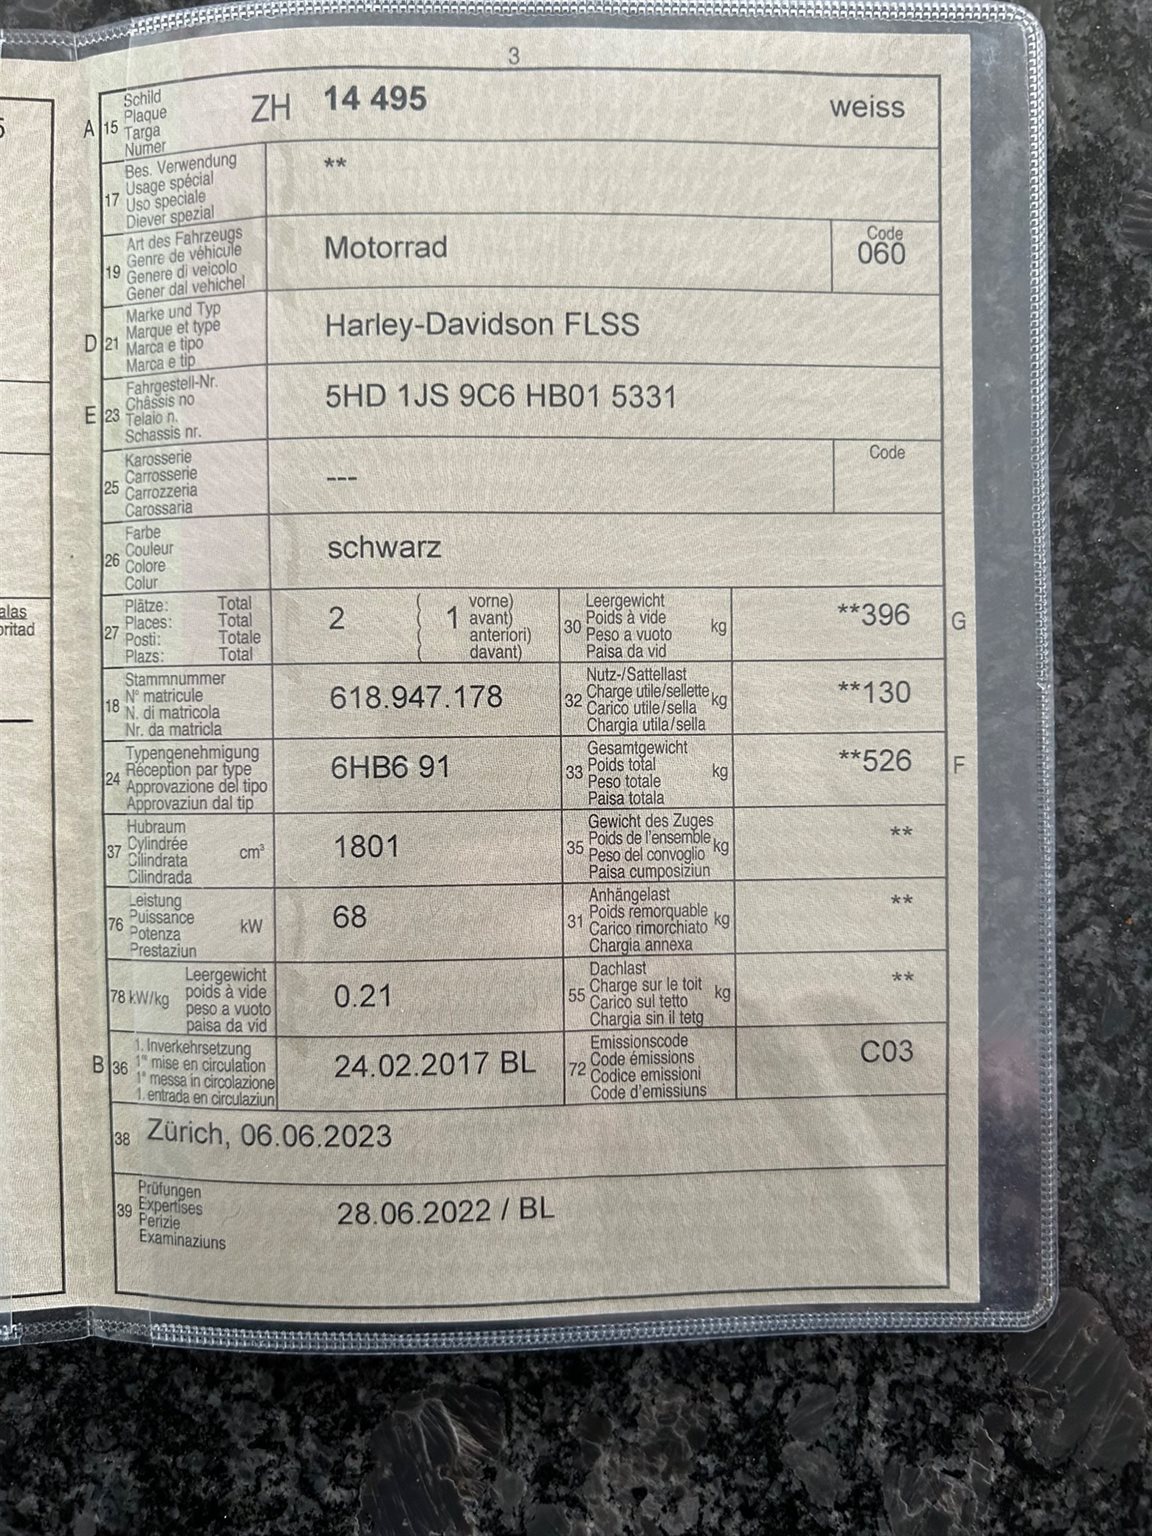 3
A 15 Schild Plaque Targa Numer ZH 14 495 weiss
17 Bes. Verwendung Usage spécial Uso speciale Diever spezial **
19 Art des Fahrzeugs Genre de véhicule Genere di veicolo Gener dal vehichel Motorrad Code 060
D 21 Marke und Typ Marque et type Marca e tipo Marca e tip Harley-Davidson FLSS
E 23 Fahrgestell-Nr. Châssis no Telaio n. Schassis nr. 5HD 1JS 9C6 HB01 5331
25 Karosserie Carrosserie Carrozzeria Carossaria --- Code
26 Farbe Couleur Colore Colur schwarz
27 Plätze: Total Places: Total Posti: Totale Plazs: Total 2 ( 1 vorne) ( avant) ( anteriori) ( davant)
30 Leergewicht Poids à vide Peso a vuoto Paisa da vid kg **396 G
18 Stammnummer N° matricule N. di matricola Nr. da matricla 618.947.178
32 Nutz-/Sattellast Charge utile/sellette Carico utile/sella Chargia utila/sella kg **130
24 Typengenehmigung Réception par type Approvazione del tipo Approvaziun dal tip 6HB6 91
33 Gesamtgewicht Poids total Peso totale Paisa totala kg **526 F
37 Hubraum Cylindrée Cilindrata Cilindrada cm³ 1801
35 Gewicht des Zuges Poids de l'ensemble Peso del convoglio Paisa cumposiziun kg **
76 Leistung Puissance Potenza Prestaziun kW 68
31 Anhängelast Poids remorquable Carico rimorchiato Chargia annexa kg **
78 kW/kg Leergewicht poids à vide peso a vuoto paisa da vid 0.21
55 Dachlast Charge sur le toit Carico sul tetto Chargia sin il tetg kg **
B 36 1. Inverkehrsetzung 1re mise en circulation 1a messa in circolazione 1. entrada en circulaziun 24.02.2017 BL
72 Emissionscode Code émissions Codice emissioni Code d'emissiuns C03
38 Zürich, 06.06.2023
39 Prüfungen Expertises Perizie Examinaziuns 28.06.2022 / BL
alas
oritad